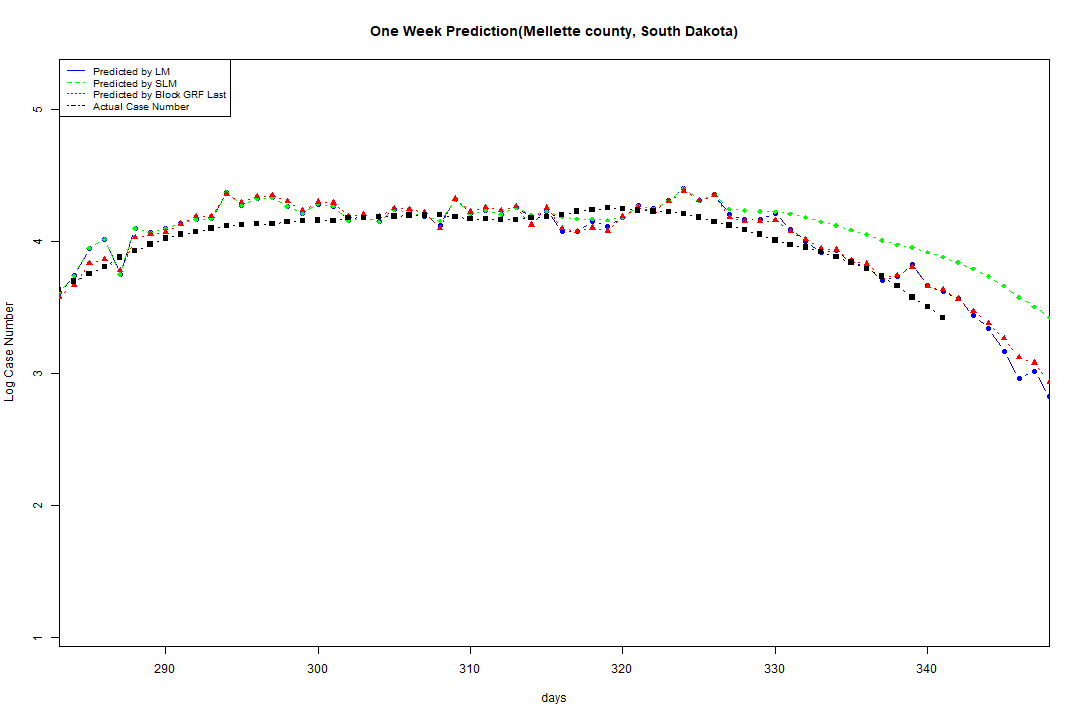 One Week Prediction(Mellette county, South Dakota)
Predicted by LM
Predicted by SLM
Predicted by Block GRF Last
Actual Case Number
5
4
3
2
1
Log Case Number
290 300 310 320 330 340
days